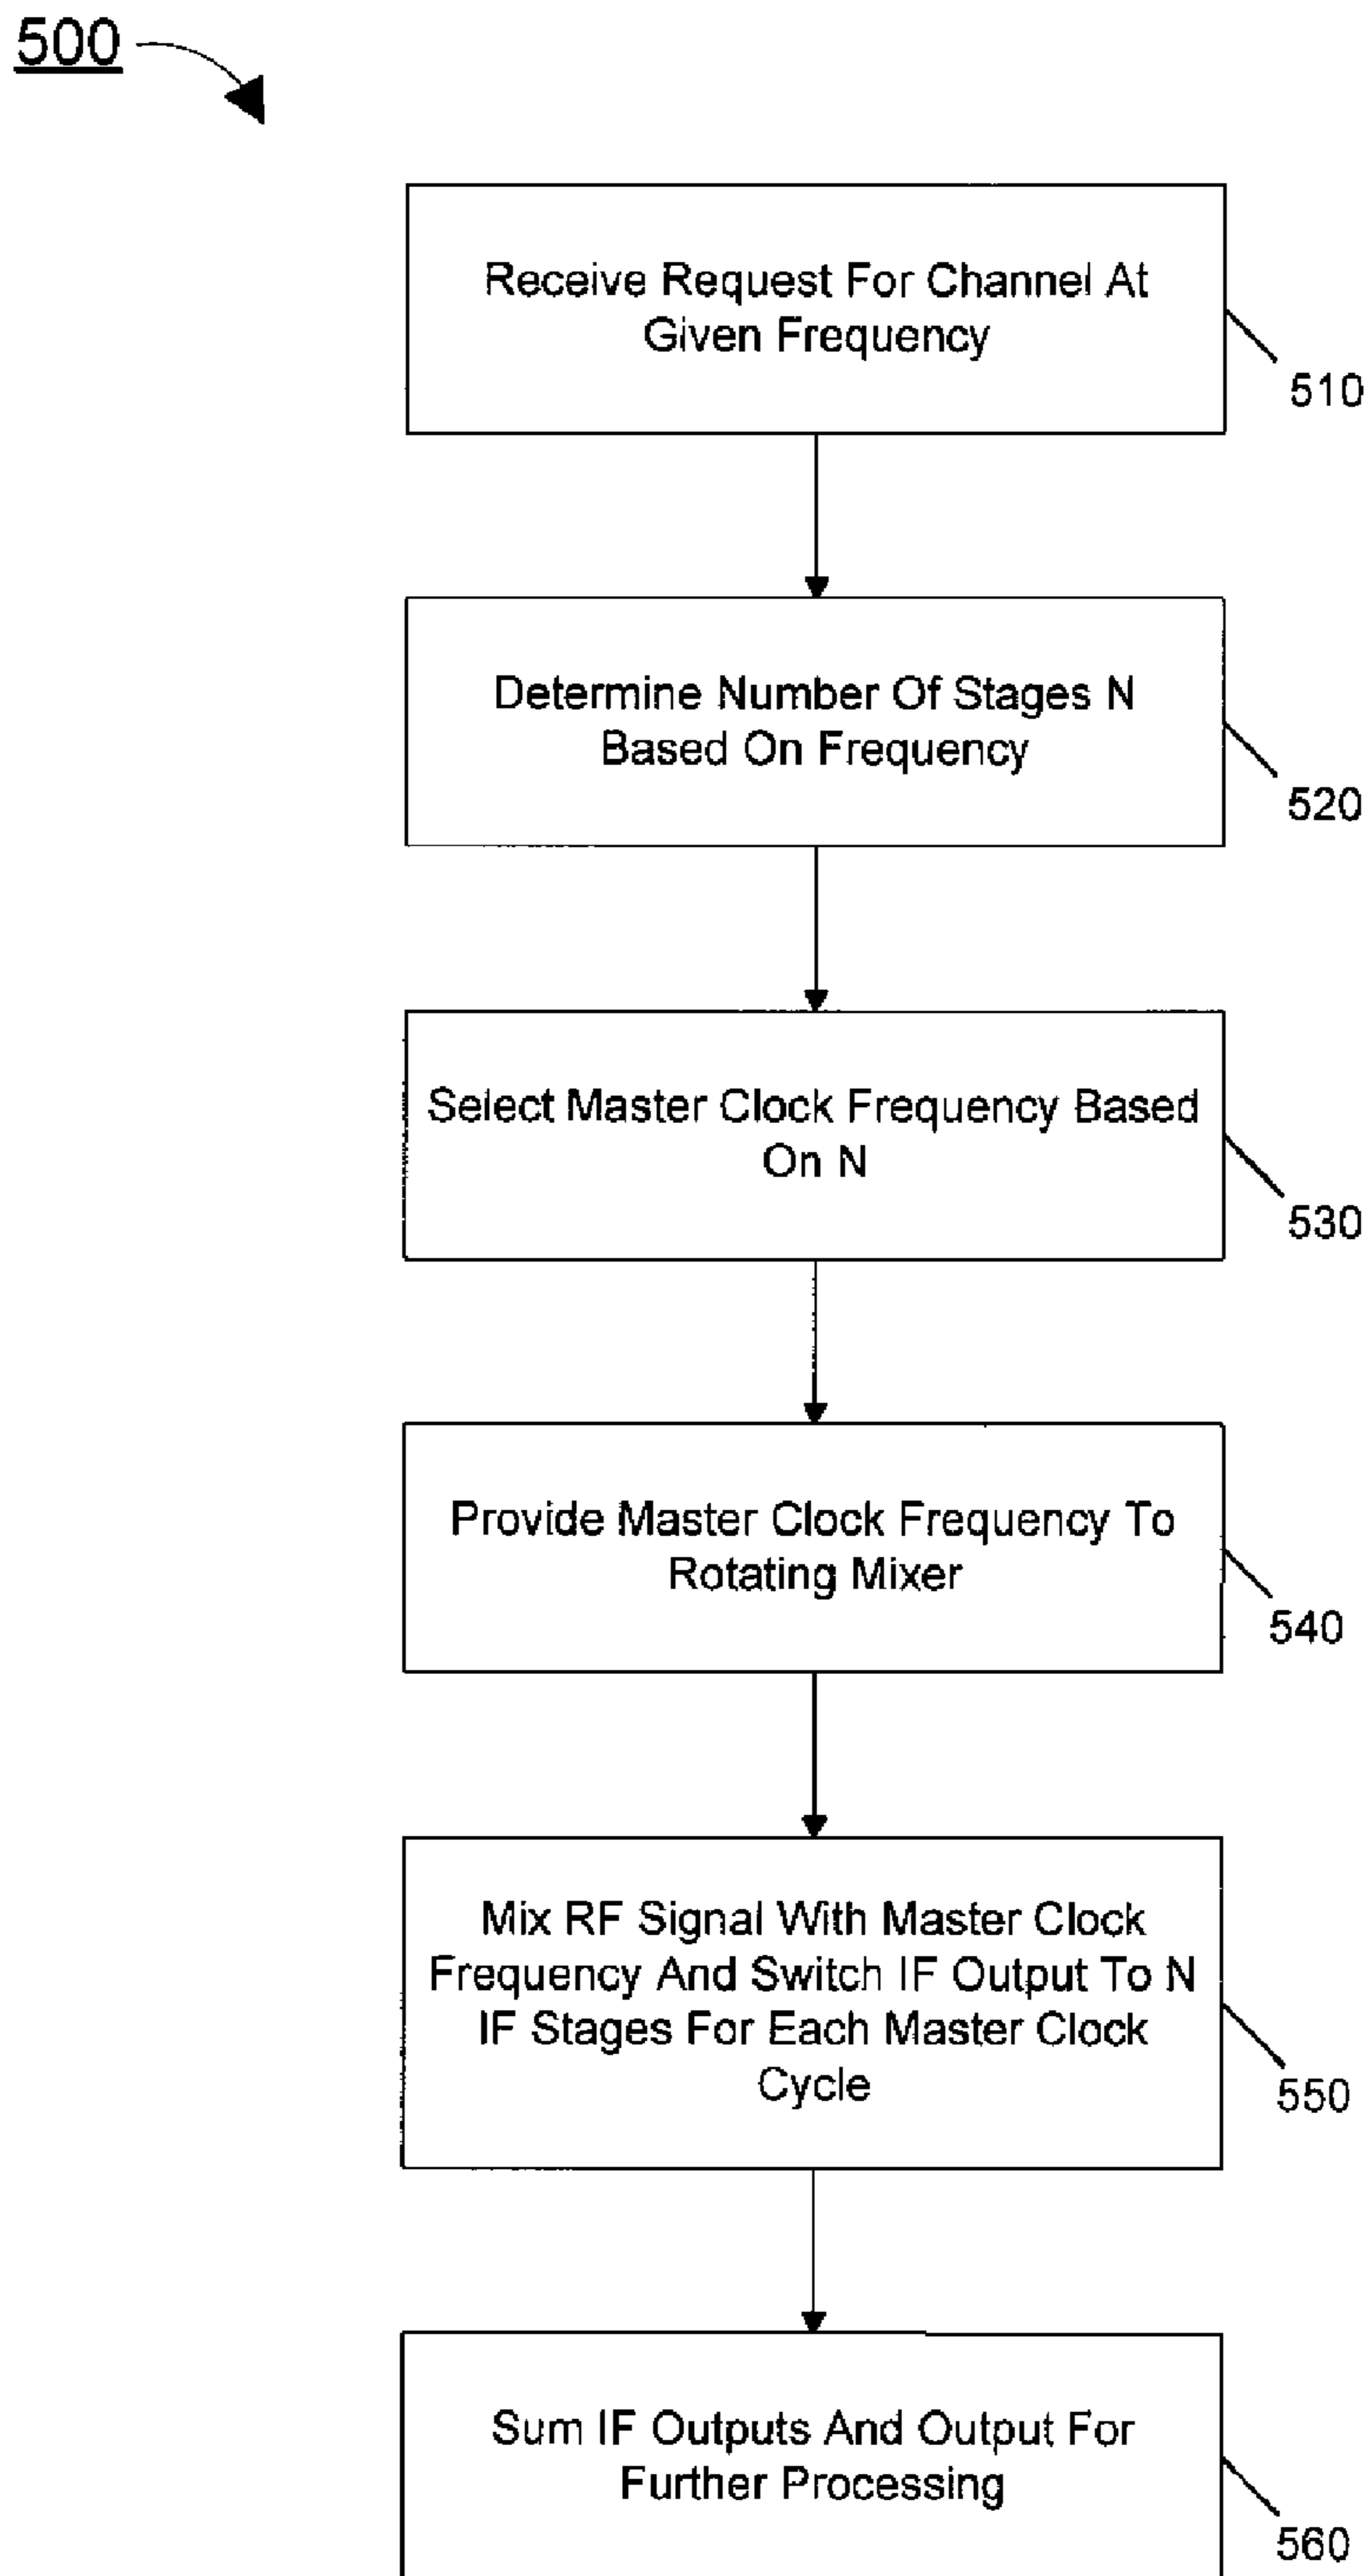 500
Receive Request For Channel At
Given Frequency
510
Determine Number Of Stages N
Based On Frequency
520
Select Master Clock Frequency Based
On N
530
Provide Master Clock Frequency To
Rotating Mixer
540
Mix RF Signal With Master Clock
Frequency And Switch IF Output To N
IF Stages For Each Master Clock
Cycle
550
Sum IF Outputs And Output For
Further Processing
560